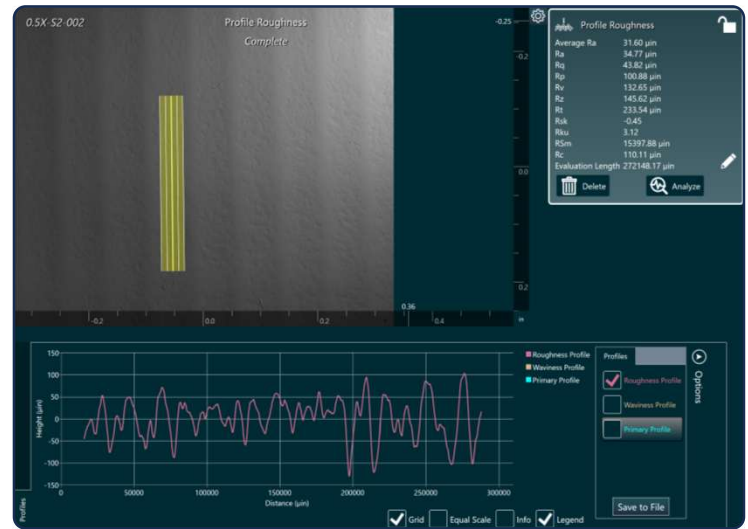 0.5X-S2-002
Profile Roughness
Complete
-0.25
-0.2
0.0
0.2
in
-0.2
0.0
0.2
0.36
0.4
Profile Roughness
Average Ra 31.60 µin
Ra 34.77 µin
Rq 43.82 µin
Rp 100.88 µin
Rv 132.65 µin
Rz 145.62 µin
Rt 233.54 µin
Rsk -0.45
Rku 3.12
RSm 15397.88 µin
Rc 110.11 µin
Evaluation Length 272148.17 µin
Delete
Analyze
150
100
50
0
-50
-100
-150
Height (µin)
0
50000
100000
150000
200000
250000
300000
Distance (µin)
Roughness Profile
Waviness Profile
Primary Profile
Profiles
Roughness Profile
Waviness Profile
Primary Profile
Save to File
Options
Profiles
Grid
Equal Scale
Info
Legend